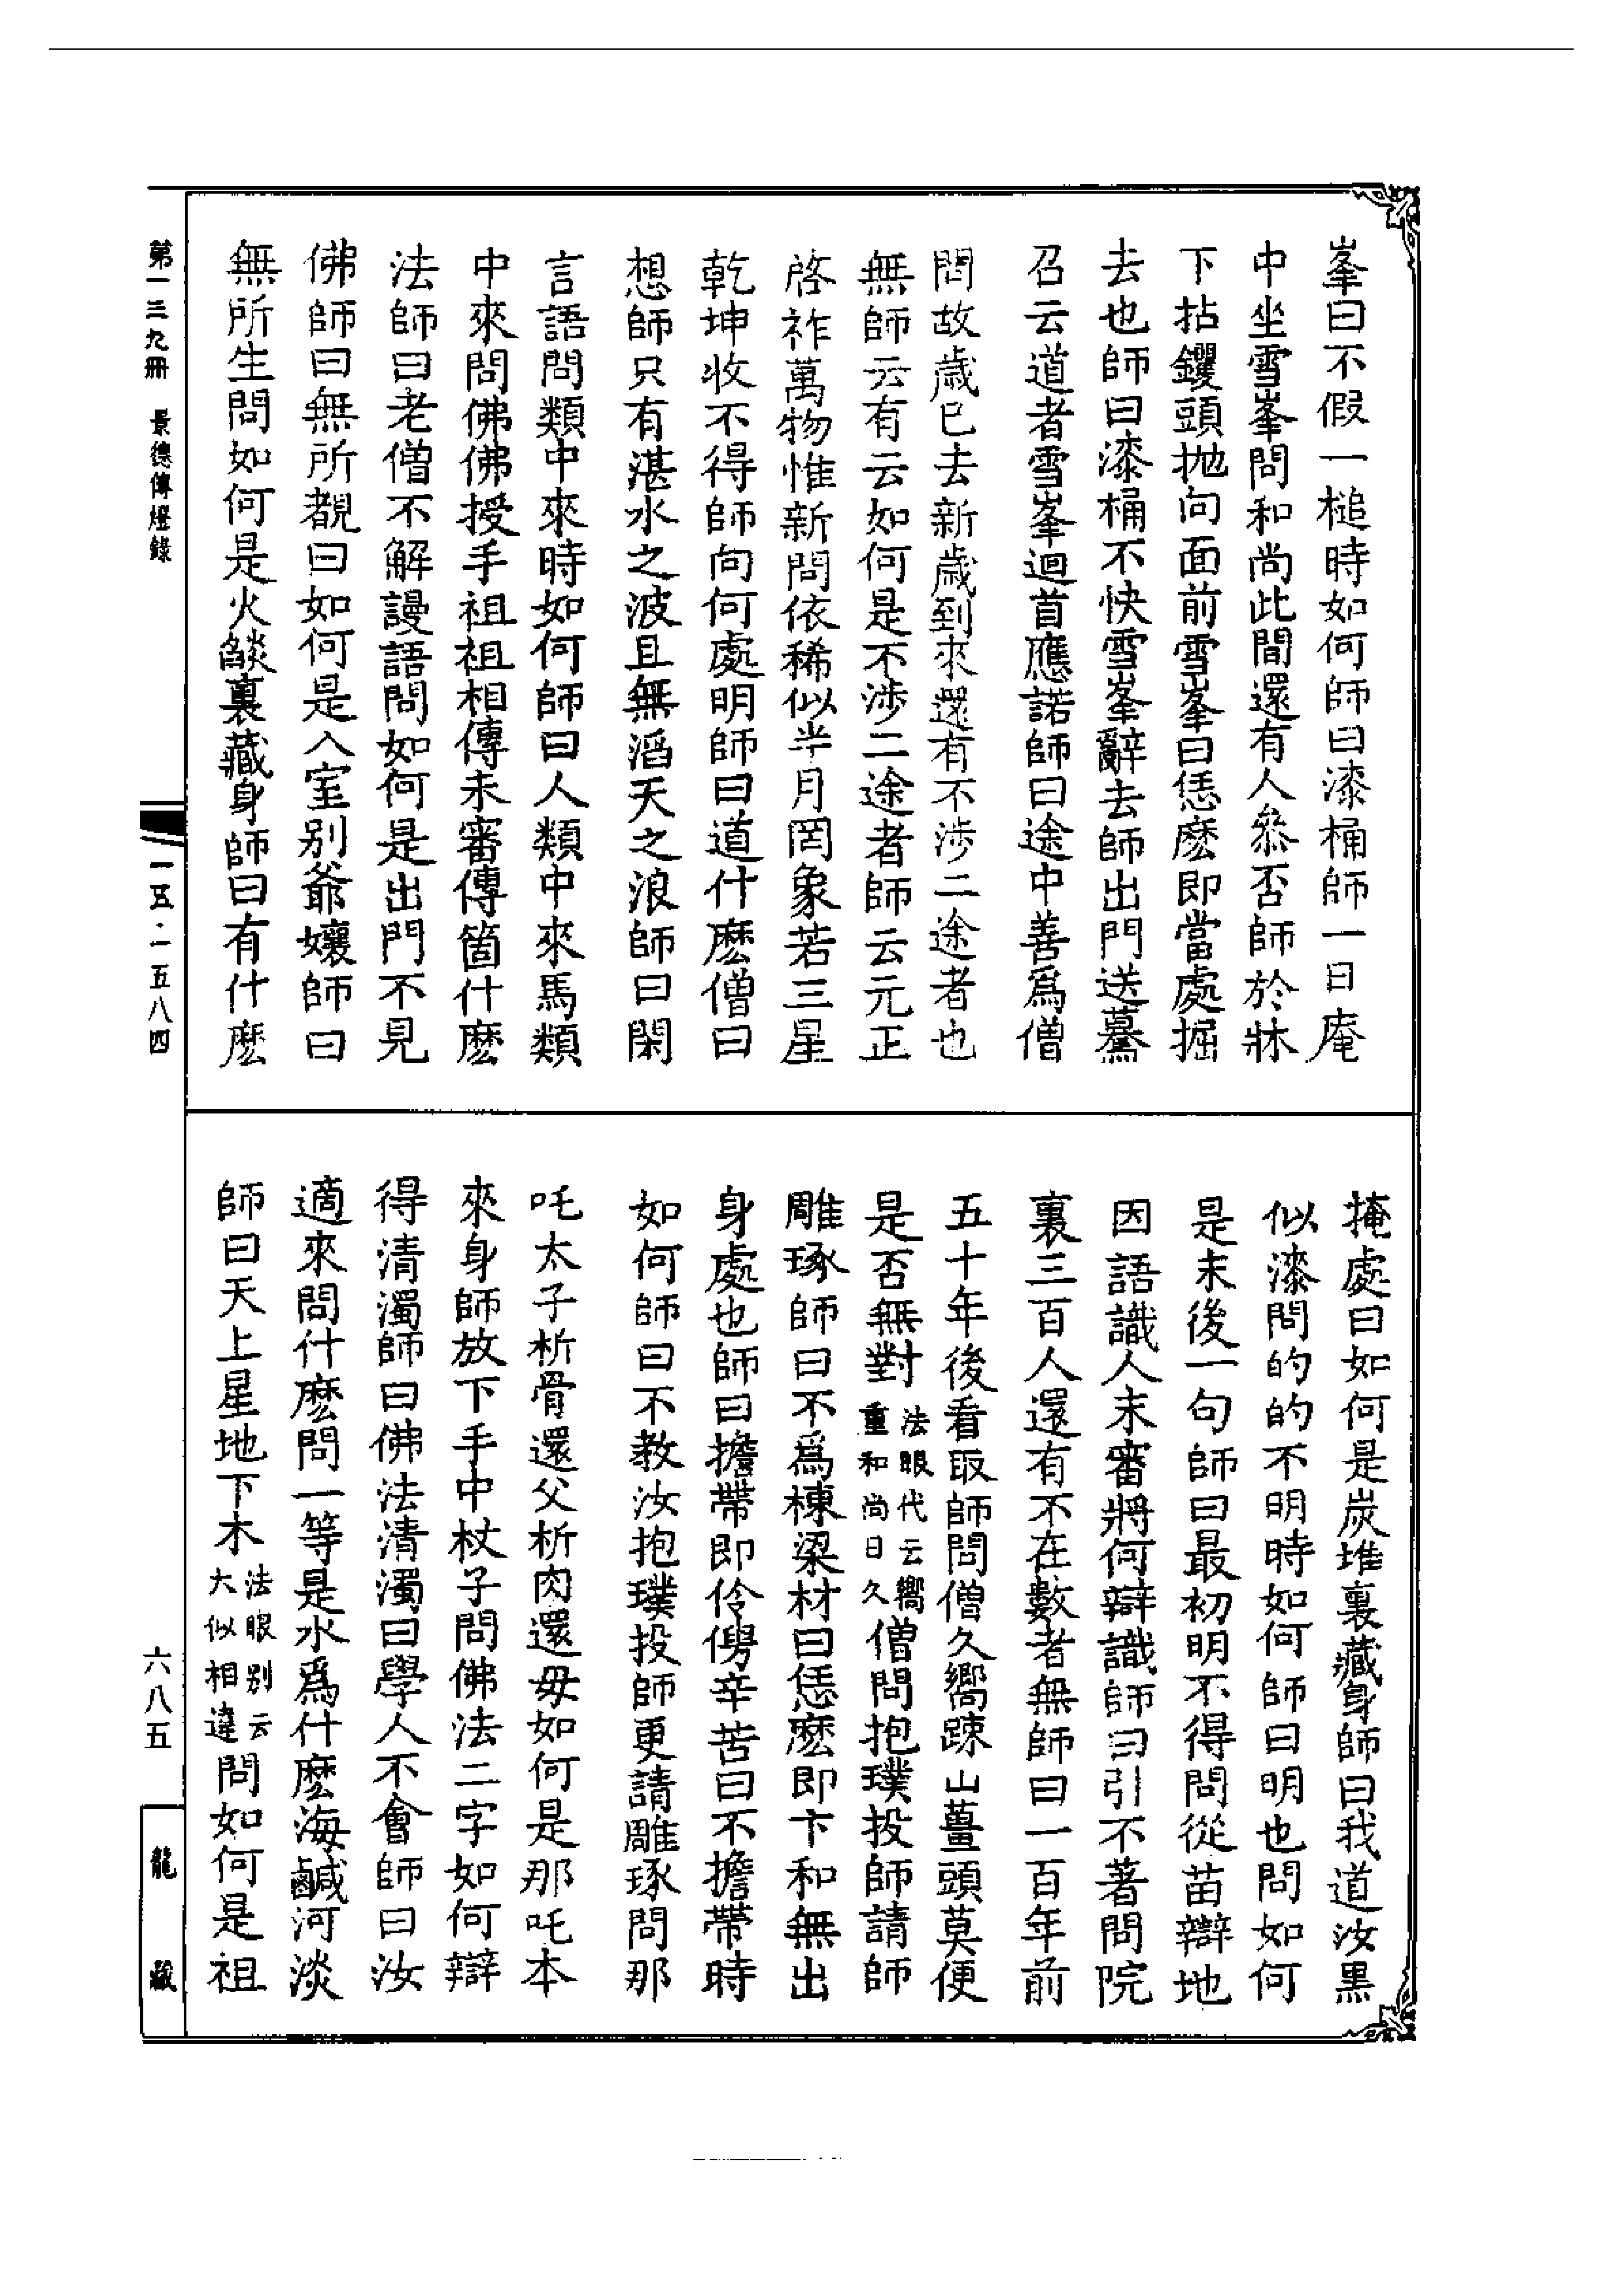 峯曰不假一槌時如何師曰漆桶師一日庵
中坐雪峯問和尚此間還有人叅否師於牀
下拈钁頭拋向面前雪峯曰恁麽即當處掘
去也師曰漆桶不快雪峯辭去師出門送驀
召云道者雪峯迴首應諾師曰途中善爲僧
問故歲已去新歲到來還有不涉二途者也
無師云有云如何是不涉二途者師云元正
啓祚萬物惟新問依稀似半月罔象若三星
乾坤收不得師向何處明師曰道什麽僧曰
想師只有湛水之波且無滔天之浪師曰閑
言語問類中來時如何師曰人類中來馬類
中來問佛佛授手祖祖相傳未審傳箇什麽
法師曰老僧不解謾語問如何是出門不見
佛師曰無所覩曰如何是入室别爺孃師曰
無所生問如何是火燄裏藏身師曰有什麽
掩處曰如何是炭堆裏藏身師曰我道汝黑
似漆問的的不明時如何師曰明也問如何
是末後一句師曰最初明不得問從苗辯地
因語識人未審將何辯識師曰引不著問院
裏三百人還有不在數者無師曰一百年前
五十年後看取師問僧久嚮踈山薑頭莫便
是否無對法眼代云嚮重和尚日久僧問抱璞投師請師
雕琢師曰不爲棟梁材曰恁麽即卞和無出
身處也師曰擔帶即伶俜辛苦曰不擔帶時
如何師曰不教汝抱璞投師更請雕琢問那
吒太子析骨還父析肉還母如何是那吒本
來身師放下手中杖子問佛法二字如何辯
得清濁師曰佛法清濁曰學人不會師曰汝
適來問什麽問一等是水爲什麽海鹹河淡
師曰天上星地下木法眼别云大似相違問如何是祖
第一三九冊　景德傳燈錄
一五·一五八四
六八五
龍藏